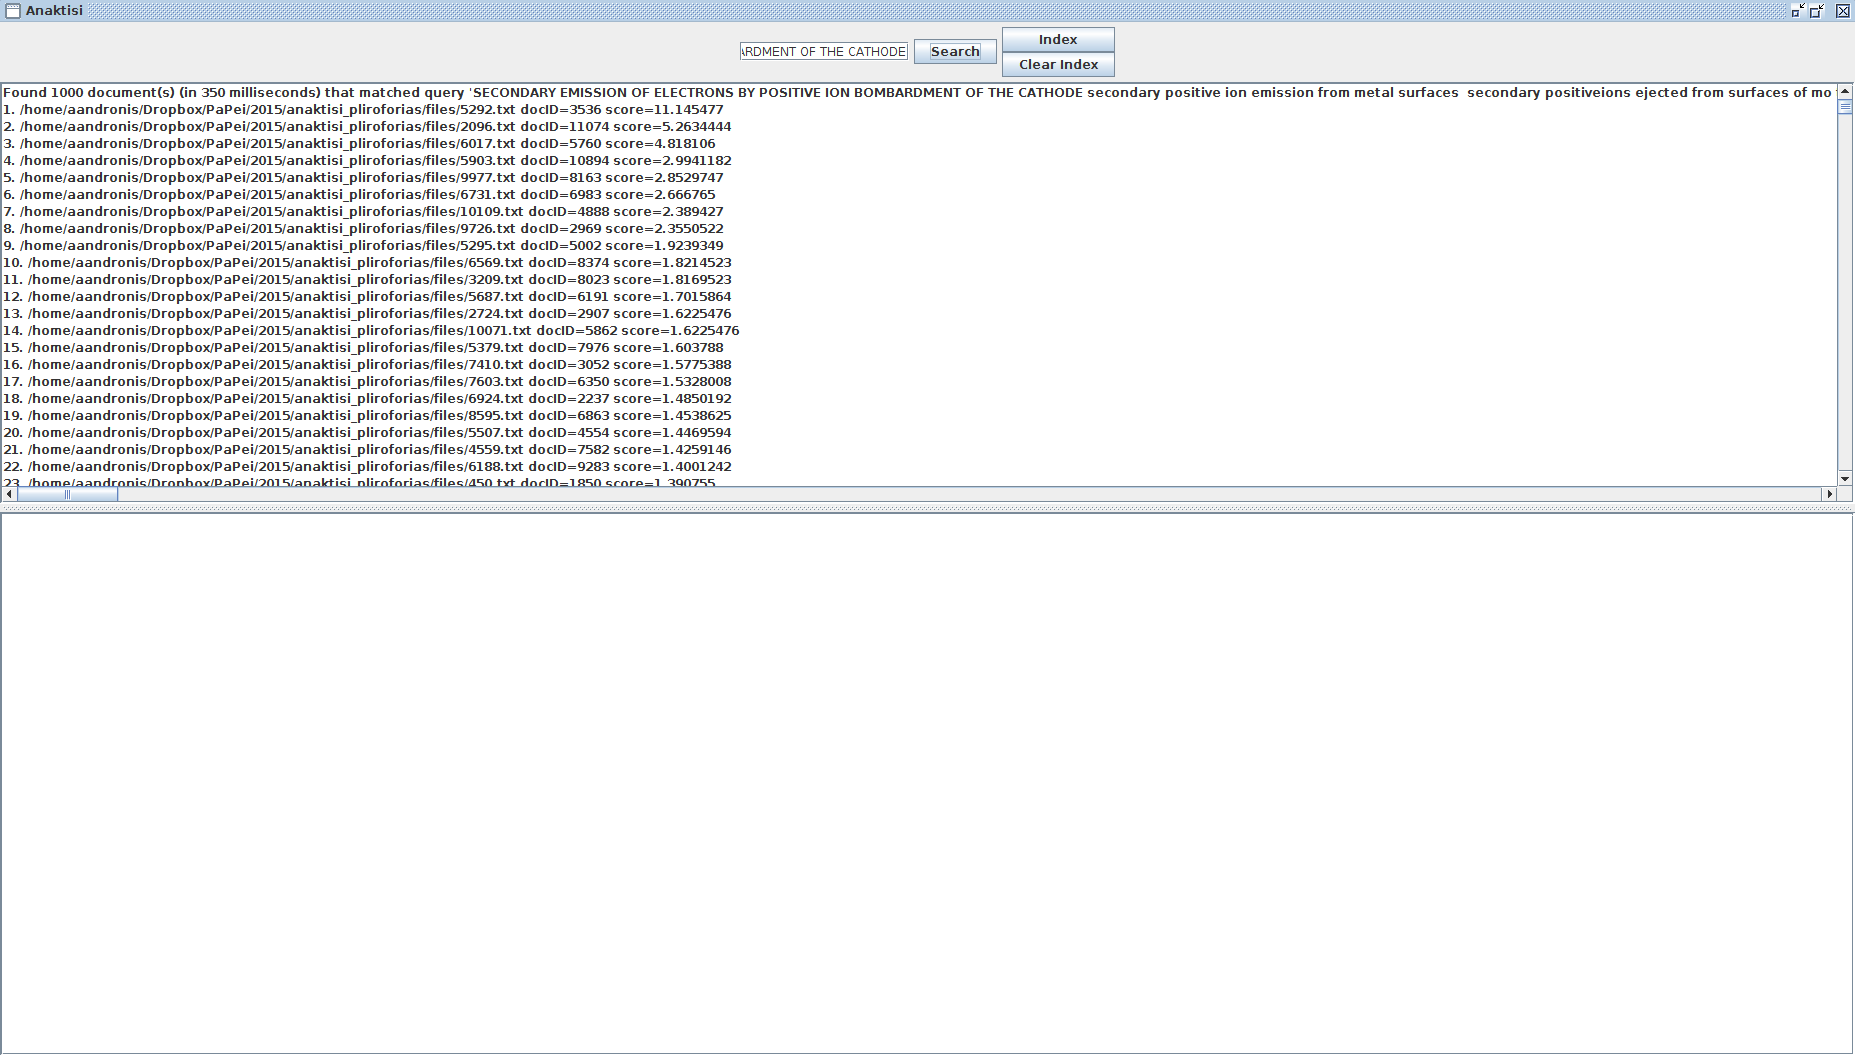 Anaktisi
ARDMENT OF THE CATHODE
Search
Index
Clear Index
Found 1000 document(s) (in 350 milliseconds) that matched query 'SECONDARY EMISSION OF ELECTRONS BY POSITIVE ION BOMBARDMENT OF THE CATHODE secondary positive ion emission from metal surfaces  secondary positiveions ejected from surfaces of mo
1. /home/aandronis/Dropbox/PaPei/2015/anaktisi_pliroforias/files/5292.txt docID=3536 score=11.145477
2. /home/aandronis/Dropbox/PaPei/2015/anaktisi_pliroforias/files/2096.txt docID=11074 score=5.2634444
3. /home/aandronis/Dropbox/PaPei/2015/anaktisi_pliroforias/files/6017.txt docID=5760 score=4.818106
4. /home/aandronis/Dropbox/PaPei/2015/anaktisi_pliroforias/files/5903.txt docID=10894 score=2.9941182
5. /home/aandronis/Dropbox/PaPei/2015/anaktisi_pliroforias/files/9977.txt docID=8163 score=2.8529747
6. /home/aandronis/Dropbox/PaPei/2015/anaktisi_pliroforias/files/6731.txt docID=6983 score=2.666765
7. /home/aandronis/Dropbox/PaPei/2015/anaktisi_pliroforias/files/10109.txt docID=4888 score=2.389427
8. /home/aandronis/Dropbox/PaPei/2015/anaktisi_pliroforias/files/9726.txt docID=2969 score=2.3550522
9. /home/aandronis/Dropbox/PaPei/2015/anaktisi_pliroforias/files/5295.txt docID=5002 score=1.9239349
10. /home/aandronis/Dropbox/PaPei/2015/anaktisi_pliroforias/files/6569.txt docID=8374 score=1.8214523
11. /home/aandronis/Dropbox/PaPei/2015/anaktisi_pliroforias/files/3209.txt docID=8023 score=1.8169523
12. /home/aandronis/Dropbox/PaPei/2015/anaktisi_pliroforias/files/5687.txt docID=6191 score=1.7015864
13. /home/aandronis/Dropbox/PaPei/2015/anaktisi_pliroforias/files/2724.txt docID=2907 score=1.6225476
14. /home/aandronis/Dropbox/PaPei/2015/anaktisi_pliroforias/files/10071.txt docID=5862 score=1.6225476
15. /home/aandronis/Dropbox/PaPei/2015/anaktisi_pliroforias/files/5379.txt docID=7976 score=1.603788
16. /home/aandronis/Dropbox/PaPei/2015/anaktisi_pliroforias/files/7410.txt docID=3052 score=1.5775388
17. /home/aandronis/Dropbox/PaPei/2015/anaktisi_pliroforias/files/7603.txt docID=6350 score=1.5328008
18. /home/aandronis/Dropbox/PaPei/2015/anaktisi_pliroforias/files/6924.txt docID=2237 score=1.4850192
19. /home/aandronis/Dropbox/PaPei/2015/anaktisi_pliroforias/files/8595.txt docID=6863 score=1.4538625
20. /home/aandronis/Dropbox/PaPei/2015/anaktisi_pliroforias/files/5507.txt docID=4554 score=1.4469594
21. /home/aandronis/Dropbox/PaPei/2015/anaktisi_pliroforias/files/4559.txt docID=7582 score=1.4259146
22. /home/aandronis/Dropbox/PaPei/2015/anaktisi_pliroforias/files/6188.txt docID=9283 score=1.4001242
23. /home/aandronis/Dropbox/PaPei/2015/anaktisi_pliroforias/files/450.txt docID=1850 score=1.390755